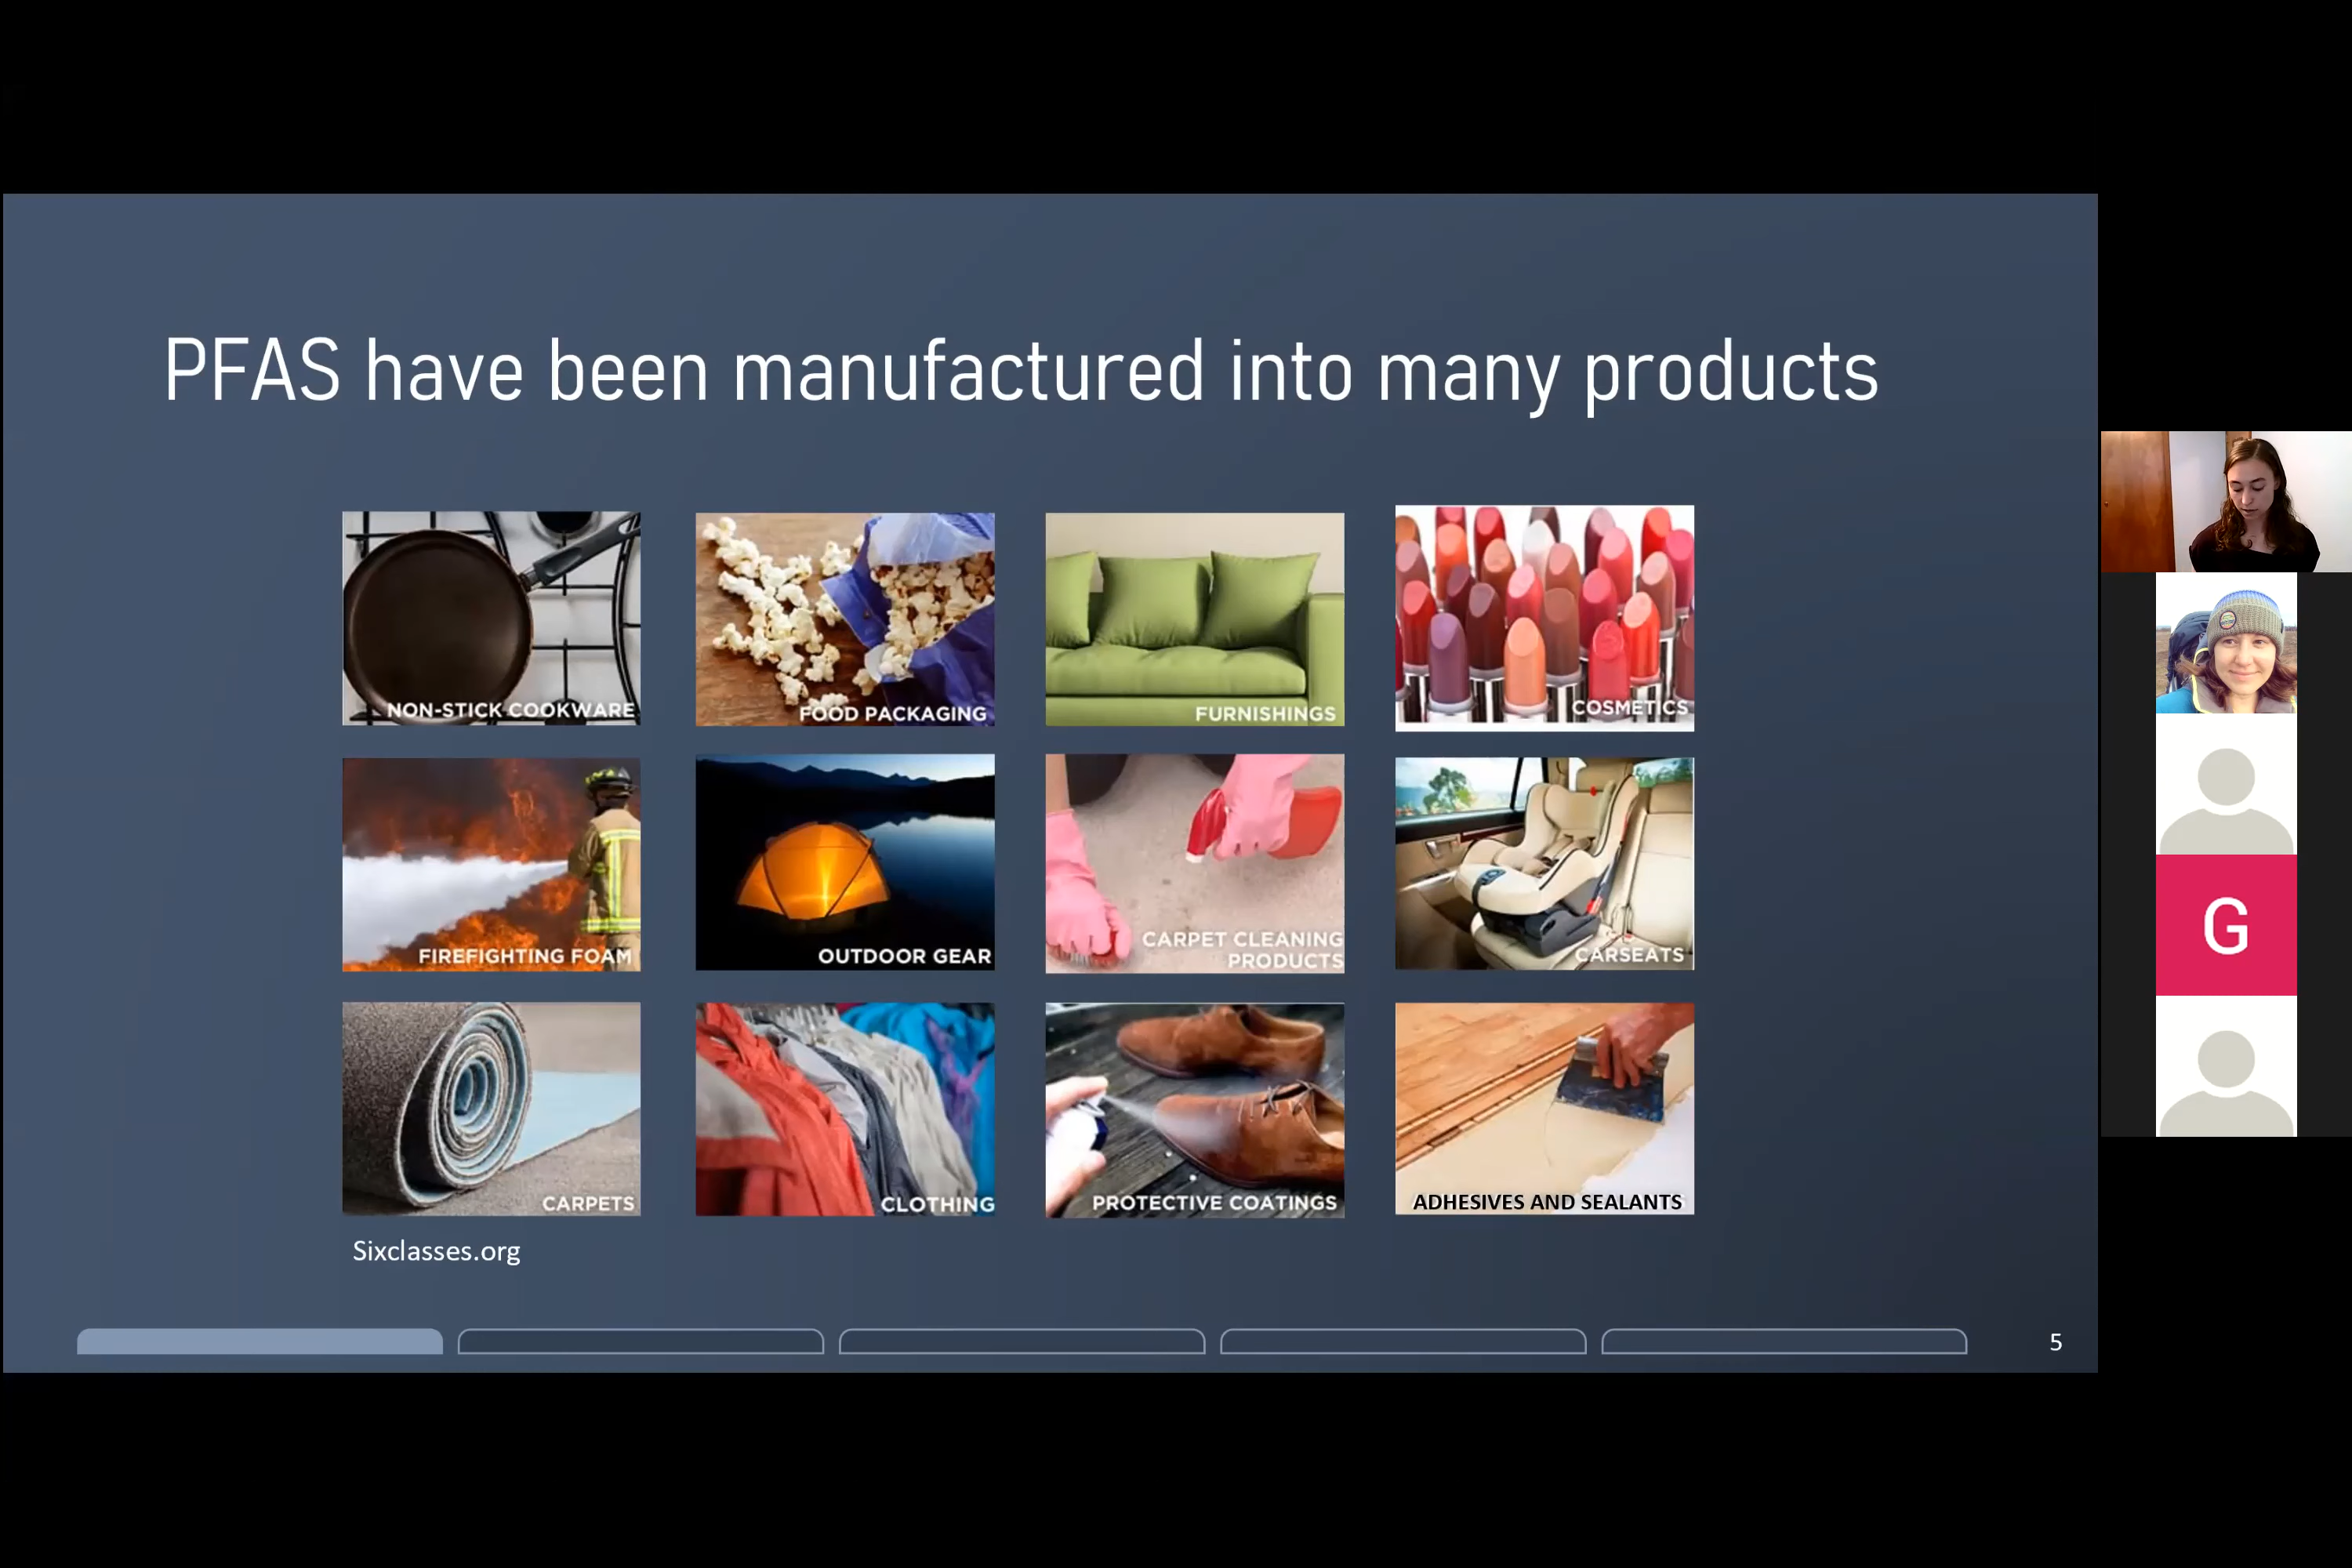 PFAS have been manufactured into many products
NON-STICK COOKWARE
FOOD PACKAGING
FURNISHINGS
COSMETICS
FIREFIGHTING FOAM
OUTDOOR GEAR
CARPET CLEANING
PRODUCTS
CARSEATS
CARPETS
CLOTHING
PROTECTIVE COATINGS
ADHESIVES AND SEALANTS
Sixclasses.org
5
G